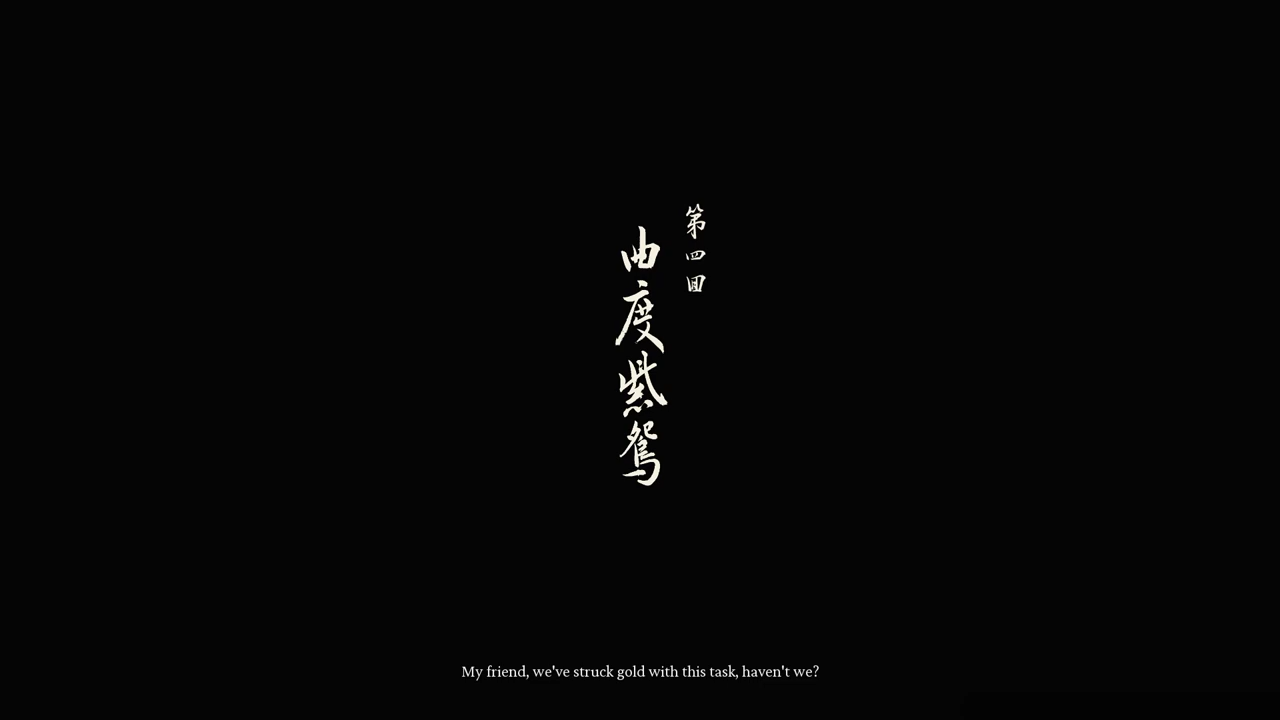 第四回
曲度紫鸳
My friend, we've struck gold with this task, haven't we?